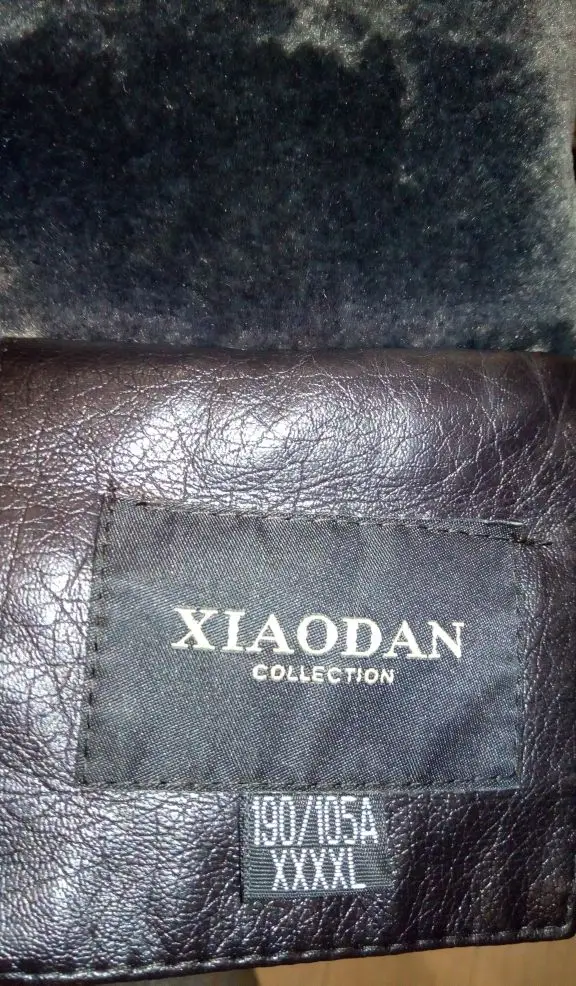 XIAODAN
COLLECTION
190/105A
XXXXL